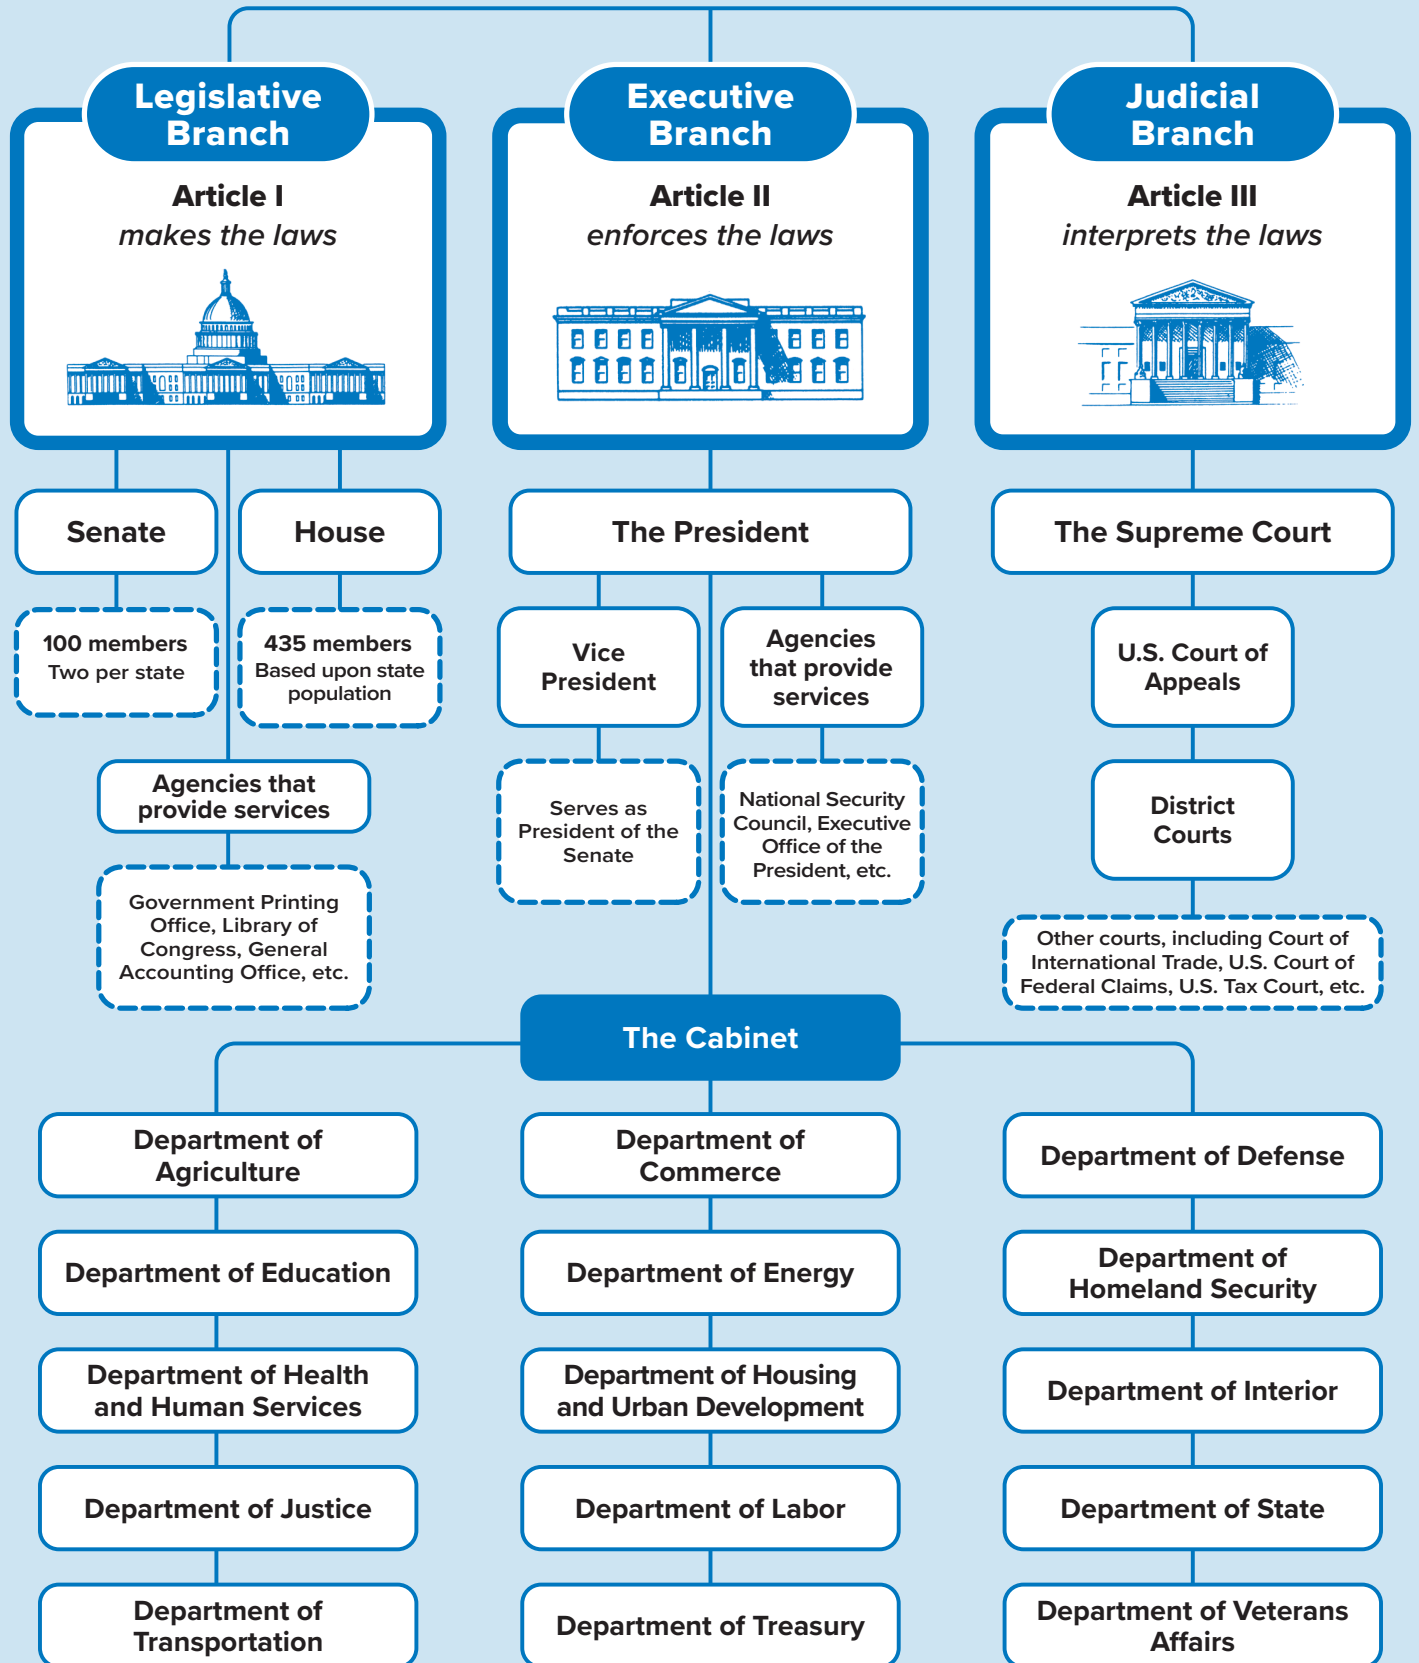 Legislative
Branch
Article I
makes the laws
Executive
Branch
Article II
enforces the laws
Judicial
Branch
Article III
interprets the laws
Senate
House
100 members
Two per state
435 members
Based upon state
population
Agencies that
provide services
Government Printing
Office, Library of
Congress, General
Accounting Office, etc.
The President
Vice
President
Agencies
that provide
services
Serves as
President of the
Senate
National Security
Council, Executive
Office of the
President, etc.
The Supreme Court
U.S. Court of
Appeals
District
Courts
Other courts, including Court of
International Trade, U.S. Court of
Federal Claims, U.S. Tax Court, etc.
The Cabinet
Department of
Agriculture
Department of
Commerce
Department of Defense
Department of Education
Department of Energy
Department of
Homeland Security
Department of Health
and Human Services
Department of Housing
and Urban Development
Department of Interior
Department of Justice
Department of Labor
Department of State
Department of
Transportation
Department of Treasury
Department of Veterans
Affairs